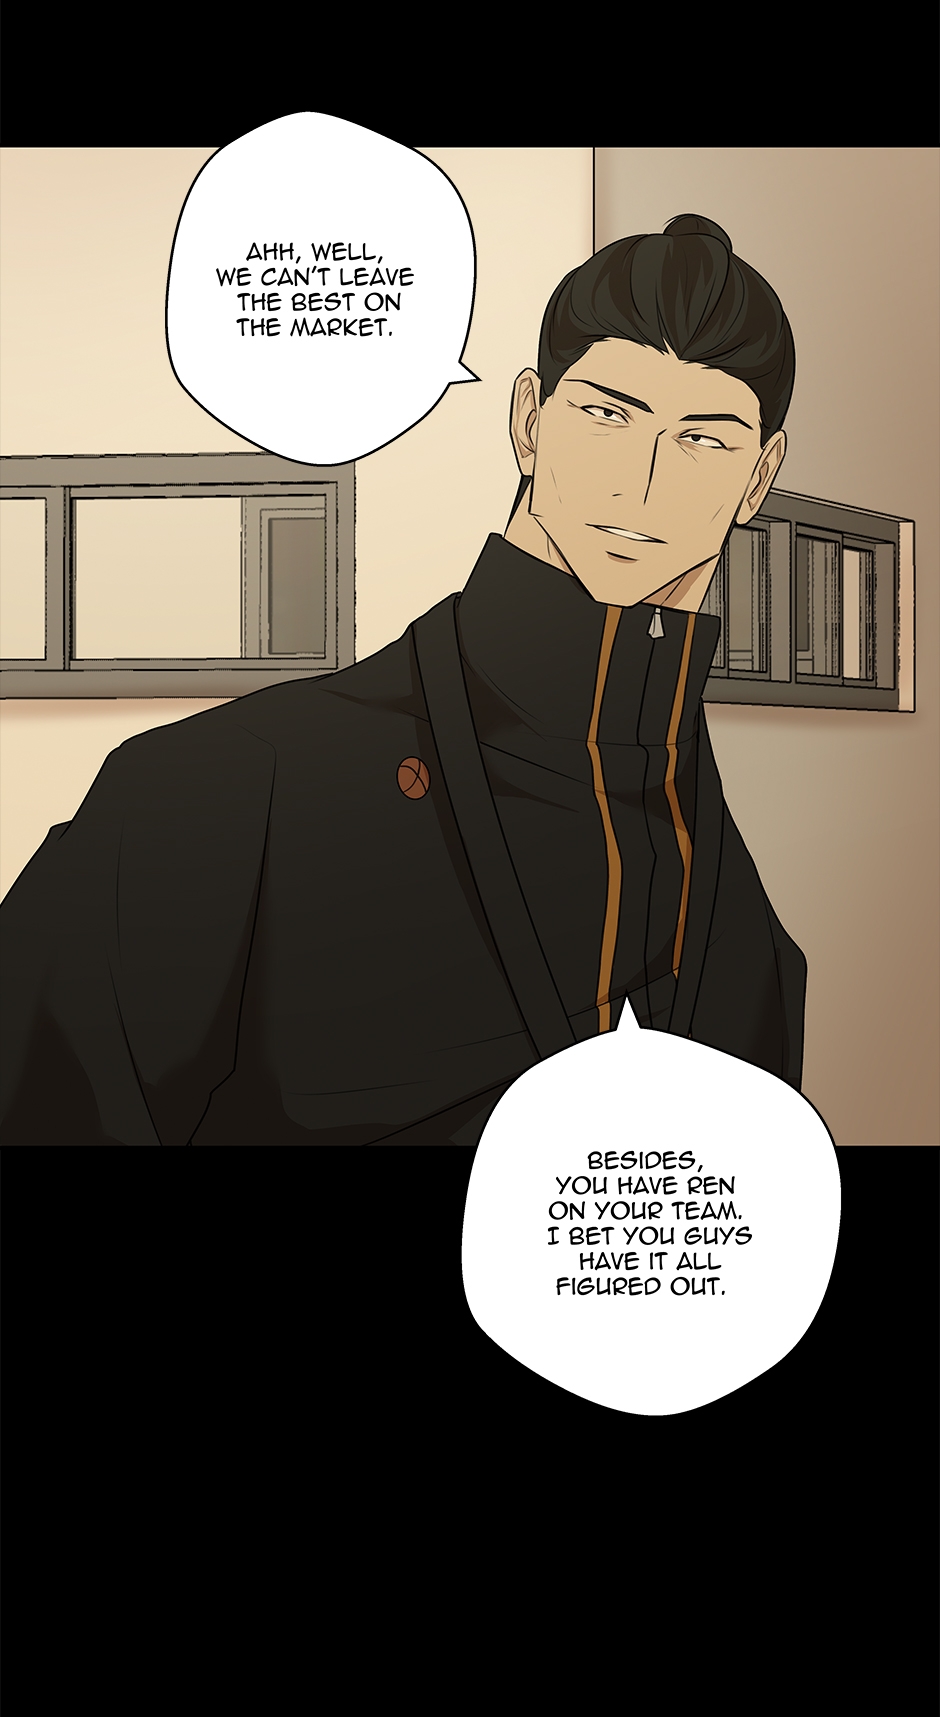 AHH, WELL,
WE CAN'T LEAVE
THE BEST ON
THE MARKET.
BESIDES,
YOU HAVE REN
ON YOUR TEAM.
I BET YOU GUYS
HAVE IT ALL
FIGURED OUT.